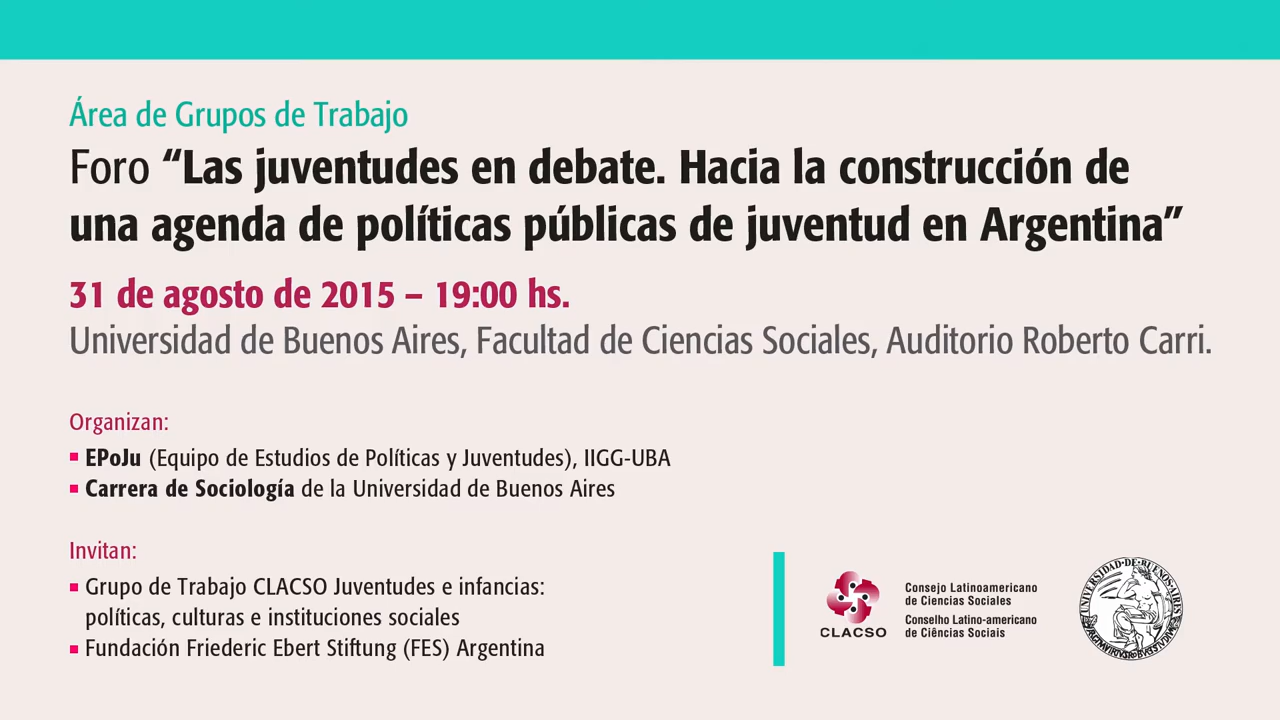 Área de Grupos de Trabajo
Foro “Las juventudes en debate. Hacia la construcción de
una agenda de políticas públicas de juventud en Argentina”
31 de agosto de 2015 – 19:00 hs.
Universidad de Buenos Aires, Facultad de Ciencias Sociales, Auditorio Roberto Carri.
Organizan:
EPoJu (Equipo de Estudios de Políticas y Juventudes), IIGG-UBA
Carrera de Sociología de la Universidad de Buenos Aires
Invitan:
Grupo de Trabajo CLACSO Juventudes e infancias:
políticas, culturas e instituciones sociales
Fundación Friederic Ebert Stiftung (FES) Argentina
CLACSO
Consejo Latinoamericano
de Ciencias Sociales
Conselho Latino-americano
de Ciências Sociais
UNIVERSIDAD·DE·BUENOS·AIRES